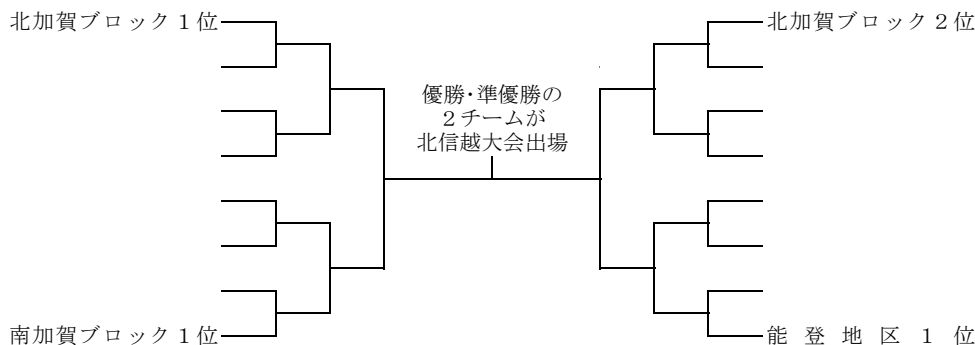 北加賀ブロック1位
北加賀ブロック2位
優勝・準優勝の
2チームが
北信越大会出場
南加賀ブロック1位
能登地区1位